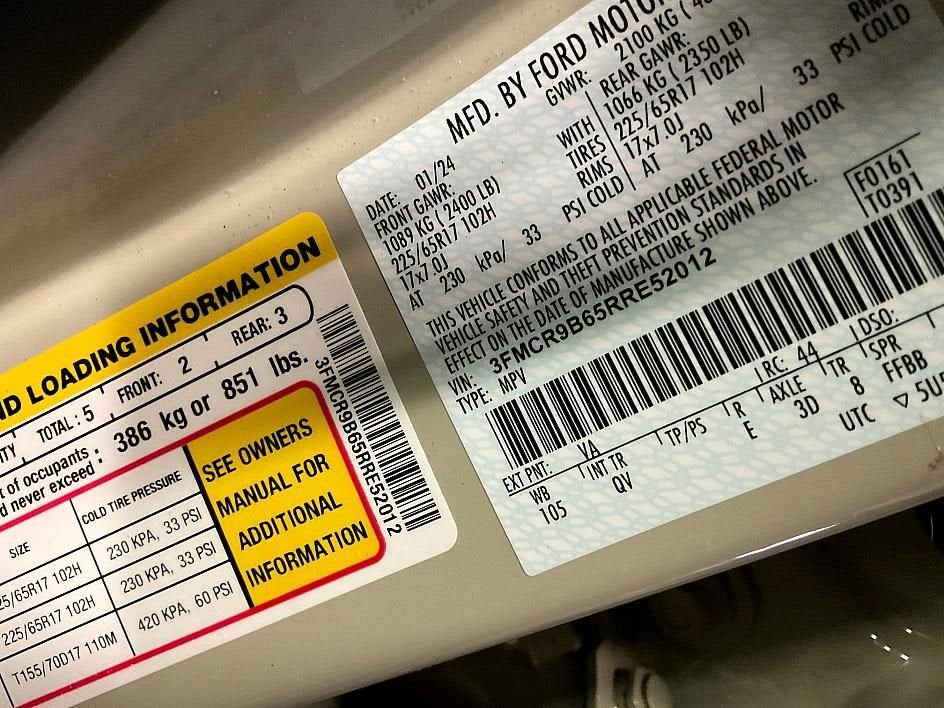 MFD. BY FORD MOTOR
DATE: 01/24
GVWR: 2100 KG
FRONT GAWR:
1089 KG ( 2400 LB)
225/65R17 102H
17x7.0J
AT 230 kPa/ 33
WITH
TIRES
RIMS
PSI COLD
REAR GAWR:
1066 KG ( 2350 LB)
225/65R17 102H
17x7.0J
AT 230 kPa/ 33 PSI COLD
THIS VEHICLE CONFORMS TO ALL APPLICABLE FEDERAL MOTOR
VEHICLE SAFETY AND THEFT PREVENTION STANDARDS IN
EFFECT ON THE DATE OF MANUFACTURE SHOWN ABOVE.
VIN: 3FMCR9B65RRE52012
TYPE: MPV
F0161
T0391
EXT PNT: VA RC: 44 DSO:
WB INT TR TP/PS R AXLE TR SPR
105 QV E 3D 8 FFBB
UTC ▽ 5U
LOADING INFORMATION
TOTAL : 5 FRONT: 2 REAR: 3
of occupants
never exceed : 386 kg or 851 lbs.
SIZE COLD TIRE PRESSURE
225/65R17 102H 230 KPA, 33 PSI
225/65R17 102H 230 KPA, 33 PSI
T155/70D17 110M 420 KPA, 60 PSI
SEE OWNERS
MANUAL FOR
ADDITIONAL
INFORMATION
3FMCR9B65RRE52012